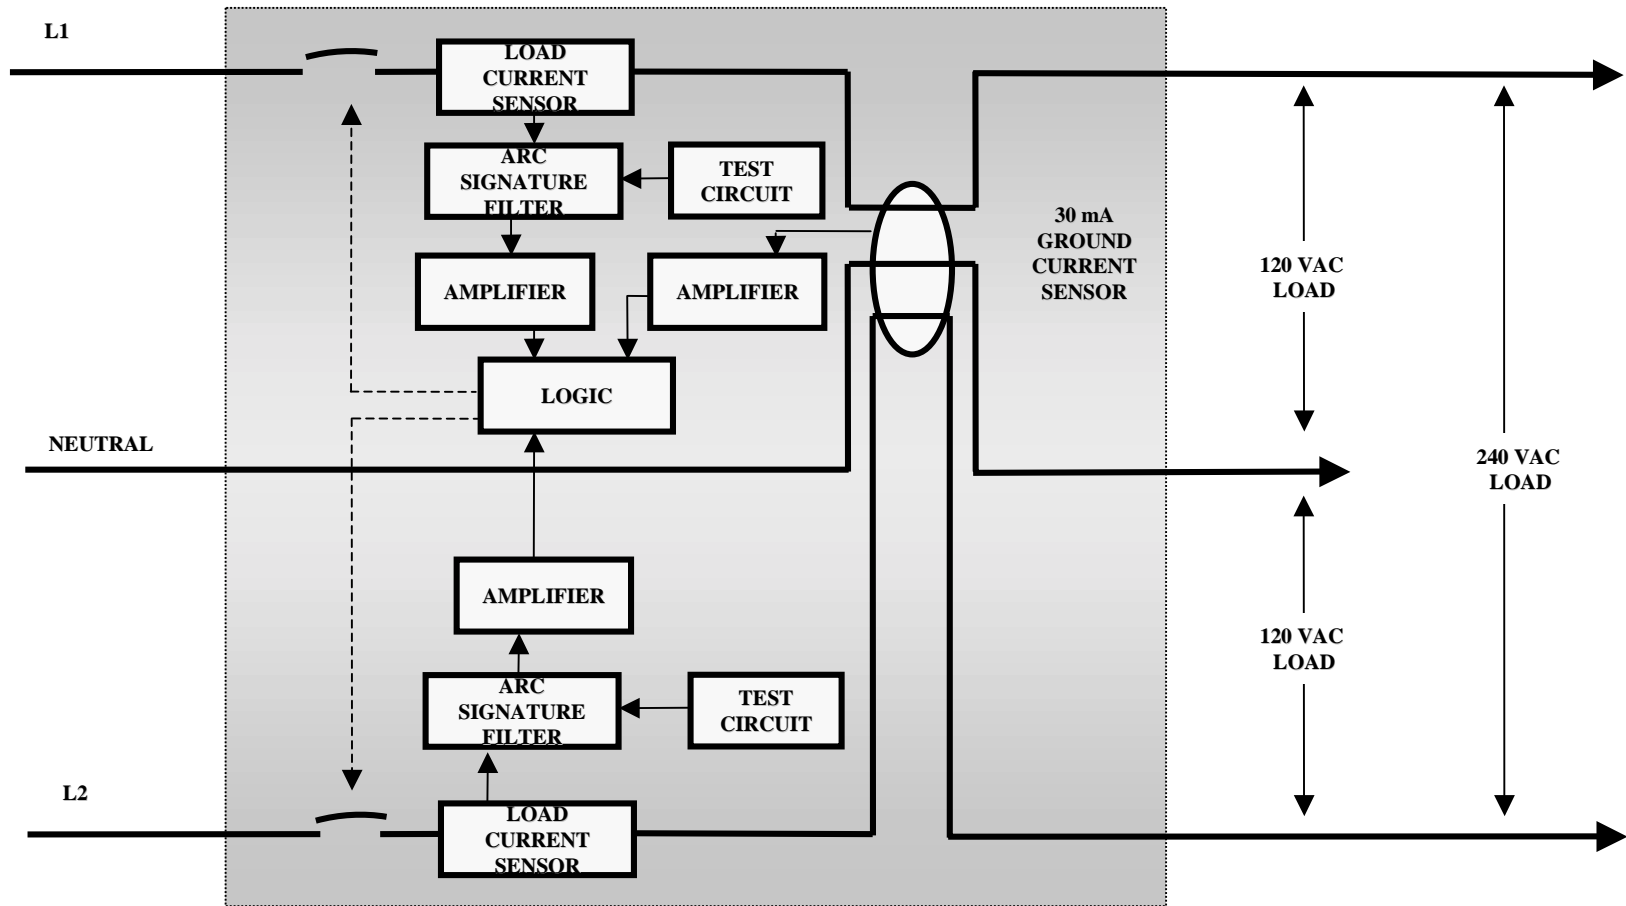 L1
LOAD
CURRENT
SENSOR
ARC
SIGNATURE
FILTER
TEST
CIRCUIT
30 mA
GROUND
CURRENT
SENSOR
AMPLIFIER
AMPLIFIER
120 VAC
LOAD
LOGIC
NEUTRAL
240 VAC
LOAD
AMPLIFIER
120 VAC
LOAD
ARC
SIGNATURE
FILTER
TEST
CIRCUIT
L2
LOAD
CURRENT
SENSOR